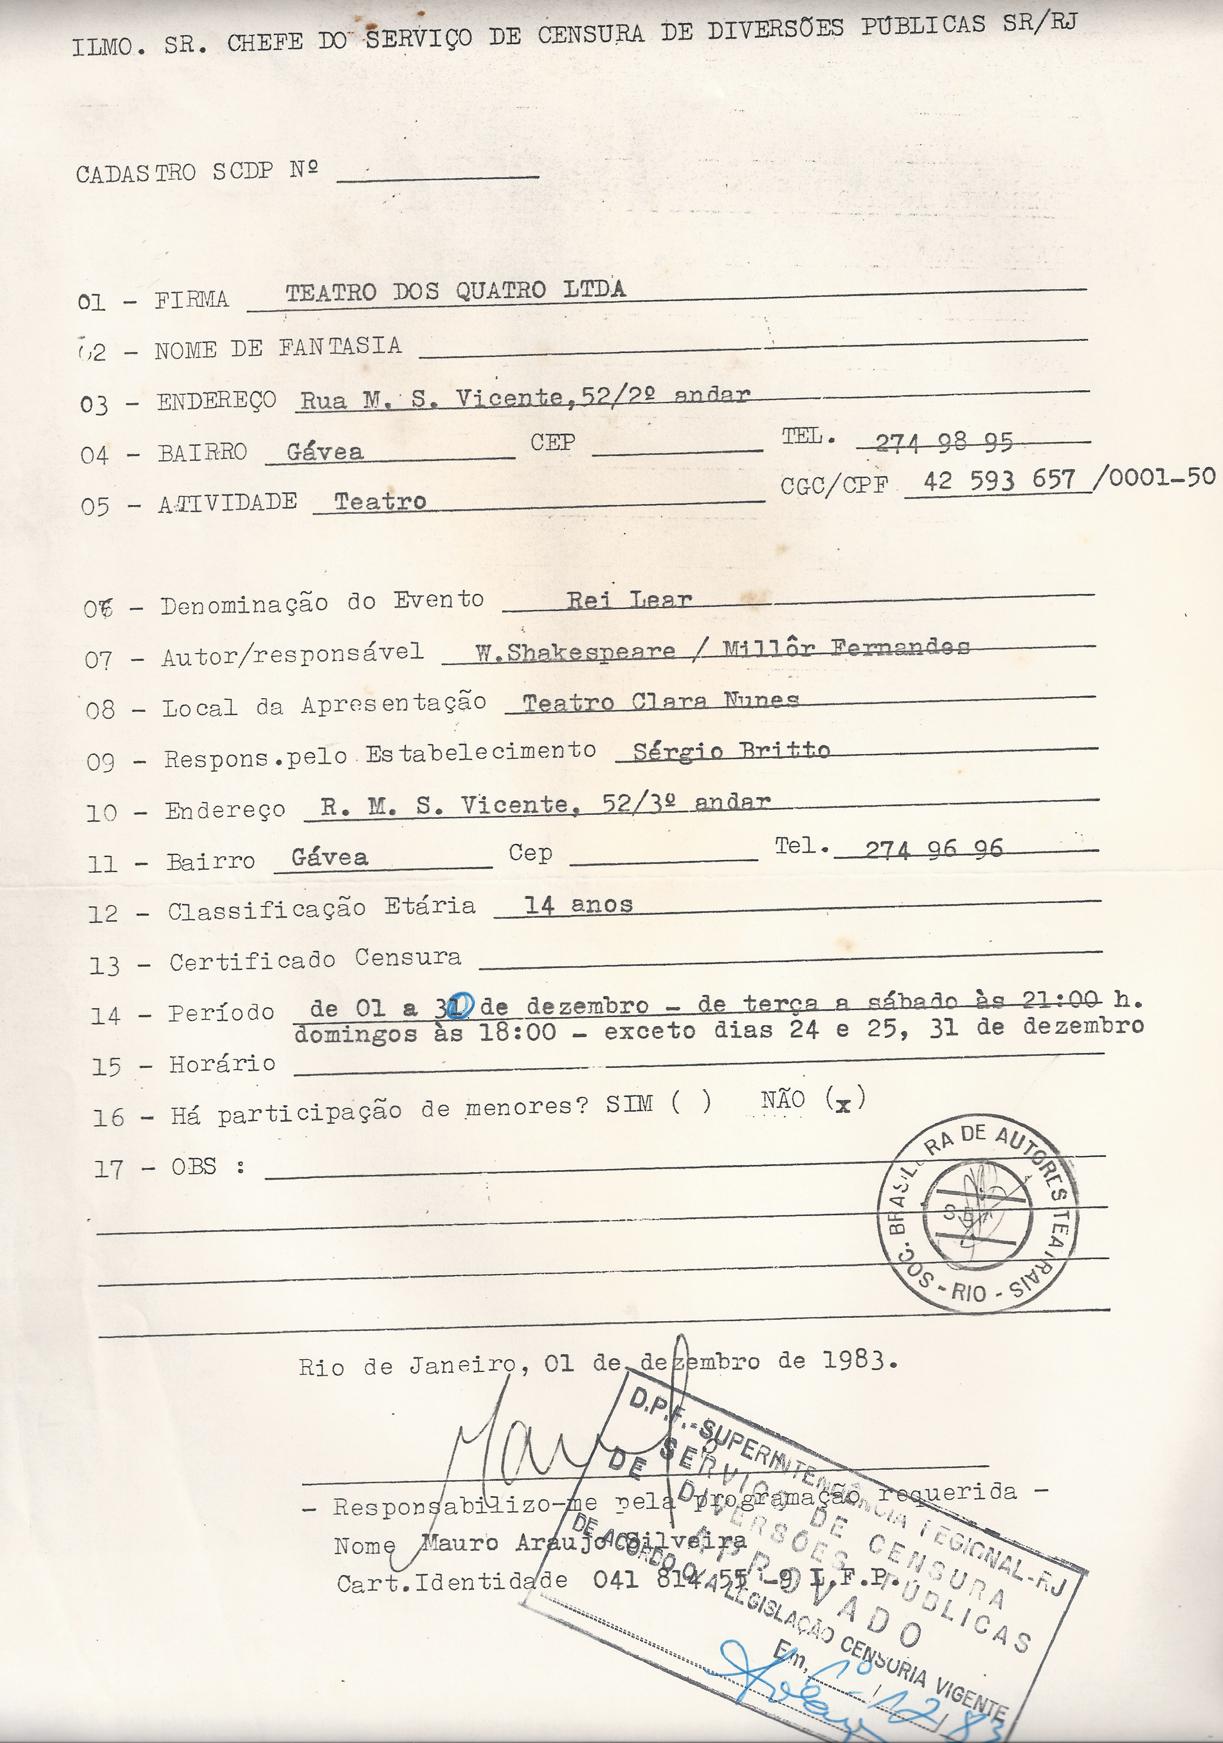 ILMO. SR. CHEFE DO SERVIÇO DE CENSURA DE DIVERSÕES PÚBLICAS SR/RJ
CADASTRO SCDP Nº
01 - FIRMA TEATRO DOS QUATRO LTDA
02 - NOME DE FANTASIA
03 - ENDEREÇO Rua M. S. Vicente,52/2º andar
04 - BAIRRO Gávea CEP TEL. 274 98 95
05 - ATIVIDADE Teatro CGC/CPF 42 593 657 /0001-50
06 - Denominação do Evento Rei Lear
07 - Autor/responsável W.Shakespeare / Millôr Fernandes
08 - Local da Apresentação Teatro Clara Nunes
09 - Respons.pelo Estabelecimento Sérgio Britto
10 - Endereço R. M. S. Vicente, 52/3º andar
11 - Bairro Gávea Cep Tel. 274 96 96
12 - Classificação Etária 14 anos
13 - Certificado Censura
14 - Período de 01 a 30 de dezembro - de terça a sábado às 21:00 h.
domingos às 18:00 - exceto dias 24 e 25, 31 de dezembro
15 - Horário
16 - Há participação de menores? SIM ( ) NÃO (x)
17 - OBS :
SOC. BRASILEIRA DE AUTORES TEATRAIS - RIO -
Rio de Janeiro, 01 de dezembro de 1983.
- Responsabilizo-me pela programação requerida -
Nome Mauro Araujo Silveira
Cart.Identidade 041 814 55 -9 I.F.P.
D.P.F.-SUPERINTENDÊNCIA REGIONAL-RJ
SERVIÇO DE CENSURA
DE DIVERSÕES PÚBLICAS
APROVADO
DE ACORDO C/ A LEGISLAÇÃO CENSURIA VIGENTE
Em, 1º/12/83